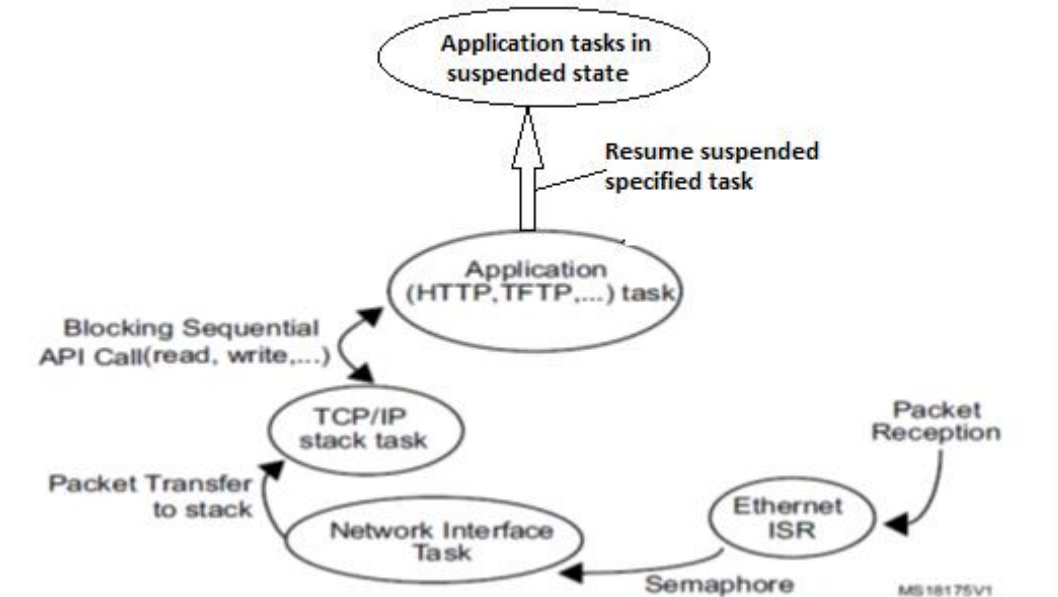 Application tasks in
suspended state
Resume suspended
specified task
Application
(HTTP,TFTP,...) task
Blocking Sequential
API Call(read, write,...)
TCP/IP
stack task
Packet
Reception
Packet Transfer
to stack
Ethernet
ISR
Network Interface
Task
Semaphore
MS18175V1